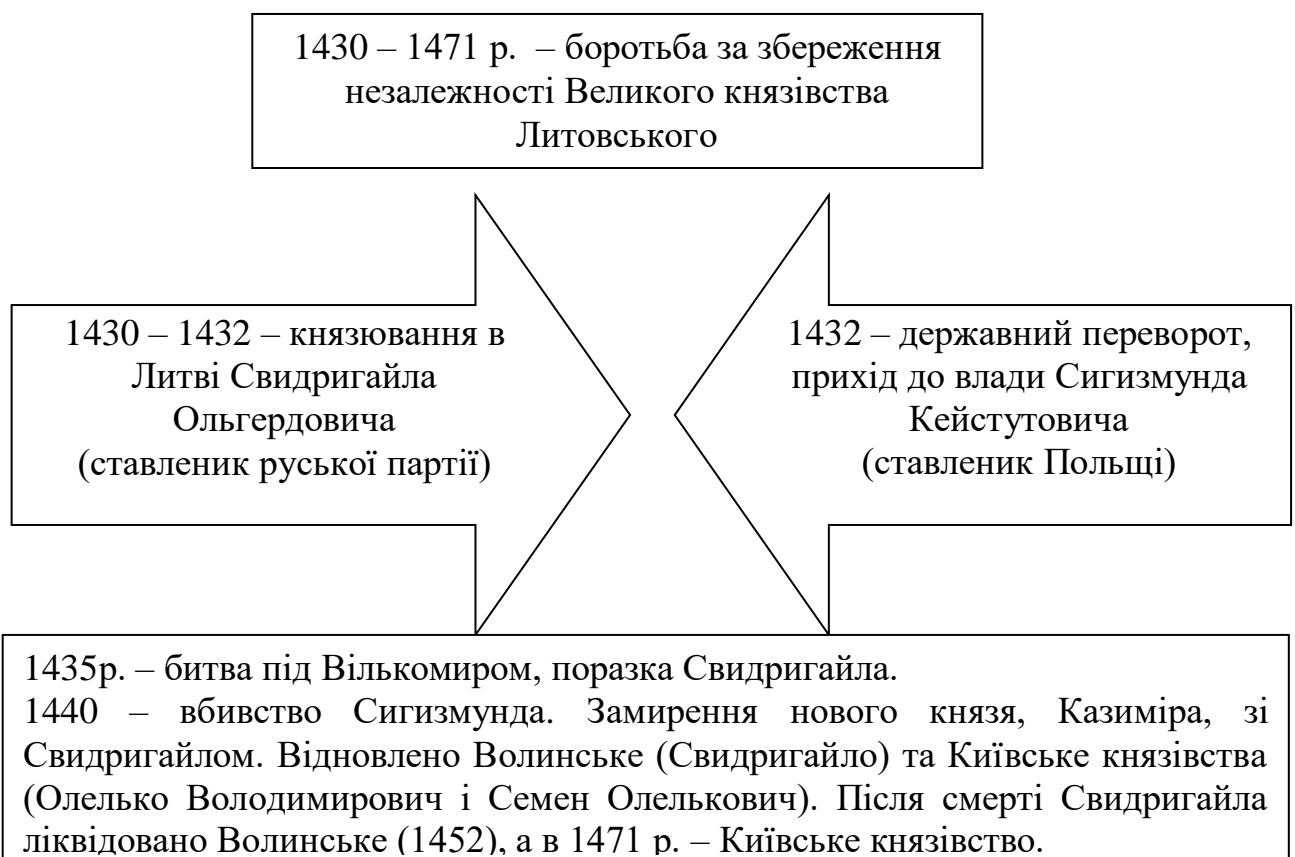 1430 – 1471 р. – боротьба за збереження
незалежності Великого князівства
Литовського
1430 – 1432 – князювання в
Литві Свидригайла
Ольгердовича
(ставленик руської партії)
1432 – державний переворот,
прихід до влади Сигизмунда
Кейстутовича
(ставленик Польщі)
1435р. – битва під Вількомиром, поразка Свидригайла.
1440 – вбивство Сигизмунда. Замирення нового князя, Казиміра, зі
Свидригайлом. Відновлено Волинське (Свидригайло) та Київське князівства
(Олелько Володимирович і Семен Олелькович). Після смерті Свидригайла
ліквідовано Волинське (1452), а в 1471 р. – Київське князівство.